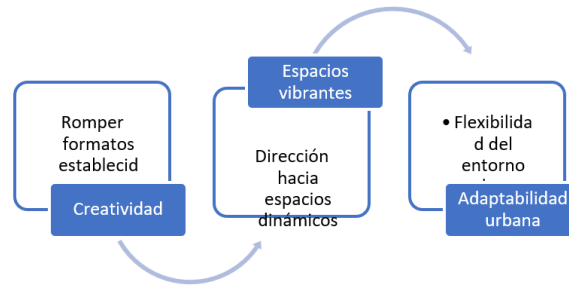 Romper
formatos
establecid
Creatividad
Espacios
vibrantes
Dirección
hacia
espacios
dinámicos
• Flexibilida
d del
entorno
Adaptabilidad
urbana